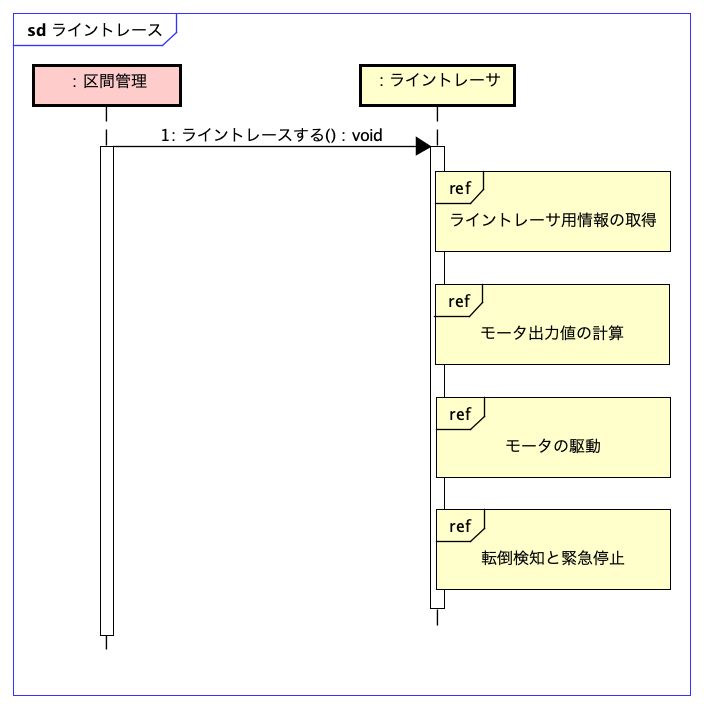 sd ライントレース
: 区間管理
: ライントレーサ
1: ライントレースする() : void
ref
ライントレーサ用情報の取得
ref
モータ出力値の計算
ref
モータの駆動
ref
転倒検知と緊急停止